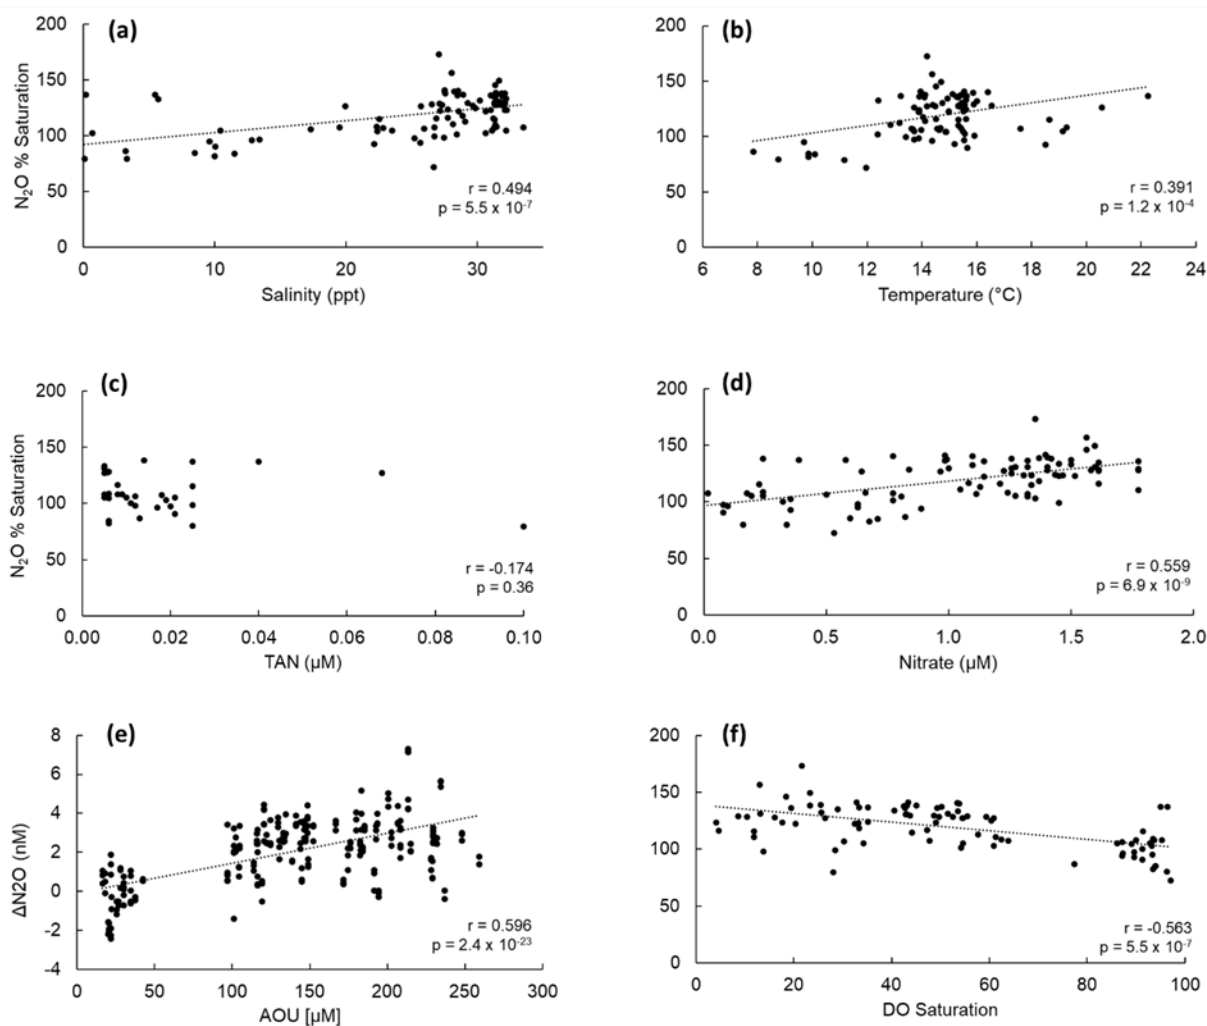 (a)
200
150
100
50
0
N₂O % Saturation
0
10
20
30
Salinity (ppt)
r = 0.494
p = 5.5 x 10⁻⁷
(b)
200
150
100
50
0
6
8
10
12
14
16
18
20
22
24
Temperature (°C)
r = 0.391
p = 1.2 x 10⁻⁴
(c)
200
150
100
50
0
N₂O % Saturation
0.00
0.02
0.04
0.06
0.08
0.10
TAN (µM)
r = -0.174
p = 0.36
(d)
200
150
100
50
0
0.0
0.5
1.0
1.5
2.0
Nitrate (µM)
r = 0.559
p = 6.9 x 10⁻⁹
(e)
8
6
4
2
0
-2
-4
ΔN2O (nM)
0
50
100
150
200
250
300
AOU [µM]
r = 0.596
p = 2.4 x 10⁻²³
(f)
200
150
100
50
0
0
20
40
60
80
100
DO Saturation
r = -0.563
p = 5.5 x 10⁻⁷